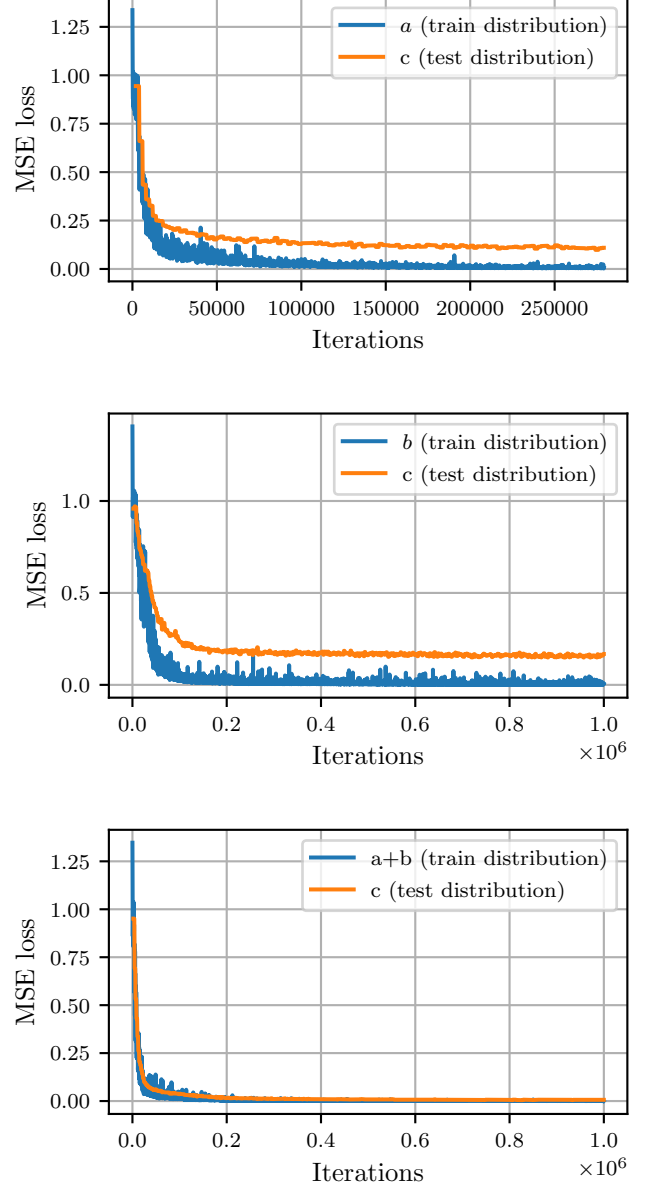 a (train distribution)
c (test distribution)
MSE loss
1.25
1.00
0.75
0.50
0.25
0.00
0 50000 100000 150000 200000 250000
Iterations
b (train distribution)
c (test distribution)
MSE loss
1.0
0.5
0.0
0.0 0.2 0.4 0.6 0.8 1.0
×10⁶
Iterations
a+b (train distribution)
c (test distribution)
MSE loss
1.25
1.00
0.75
0.50
0.25
0.00
0.0 0.2 0.4 0.6 0.8 1.0
×10⁶
Iterations